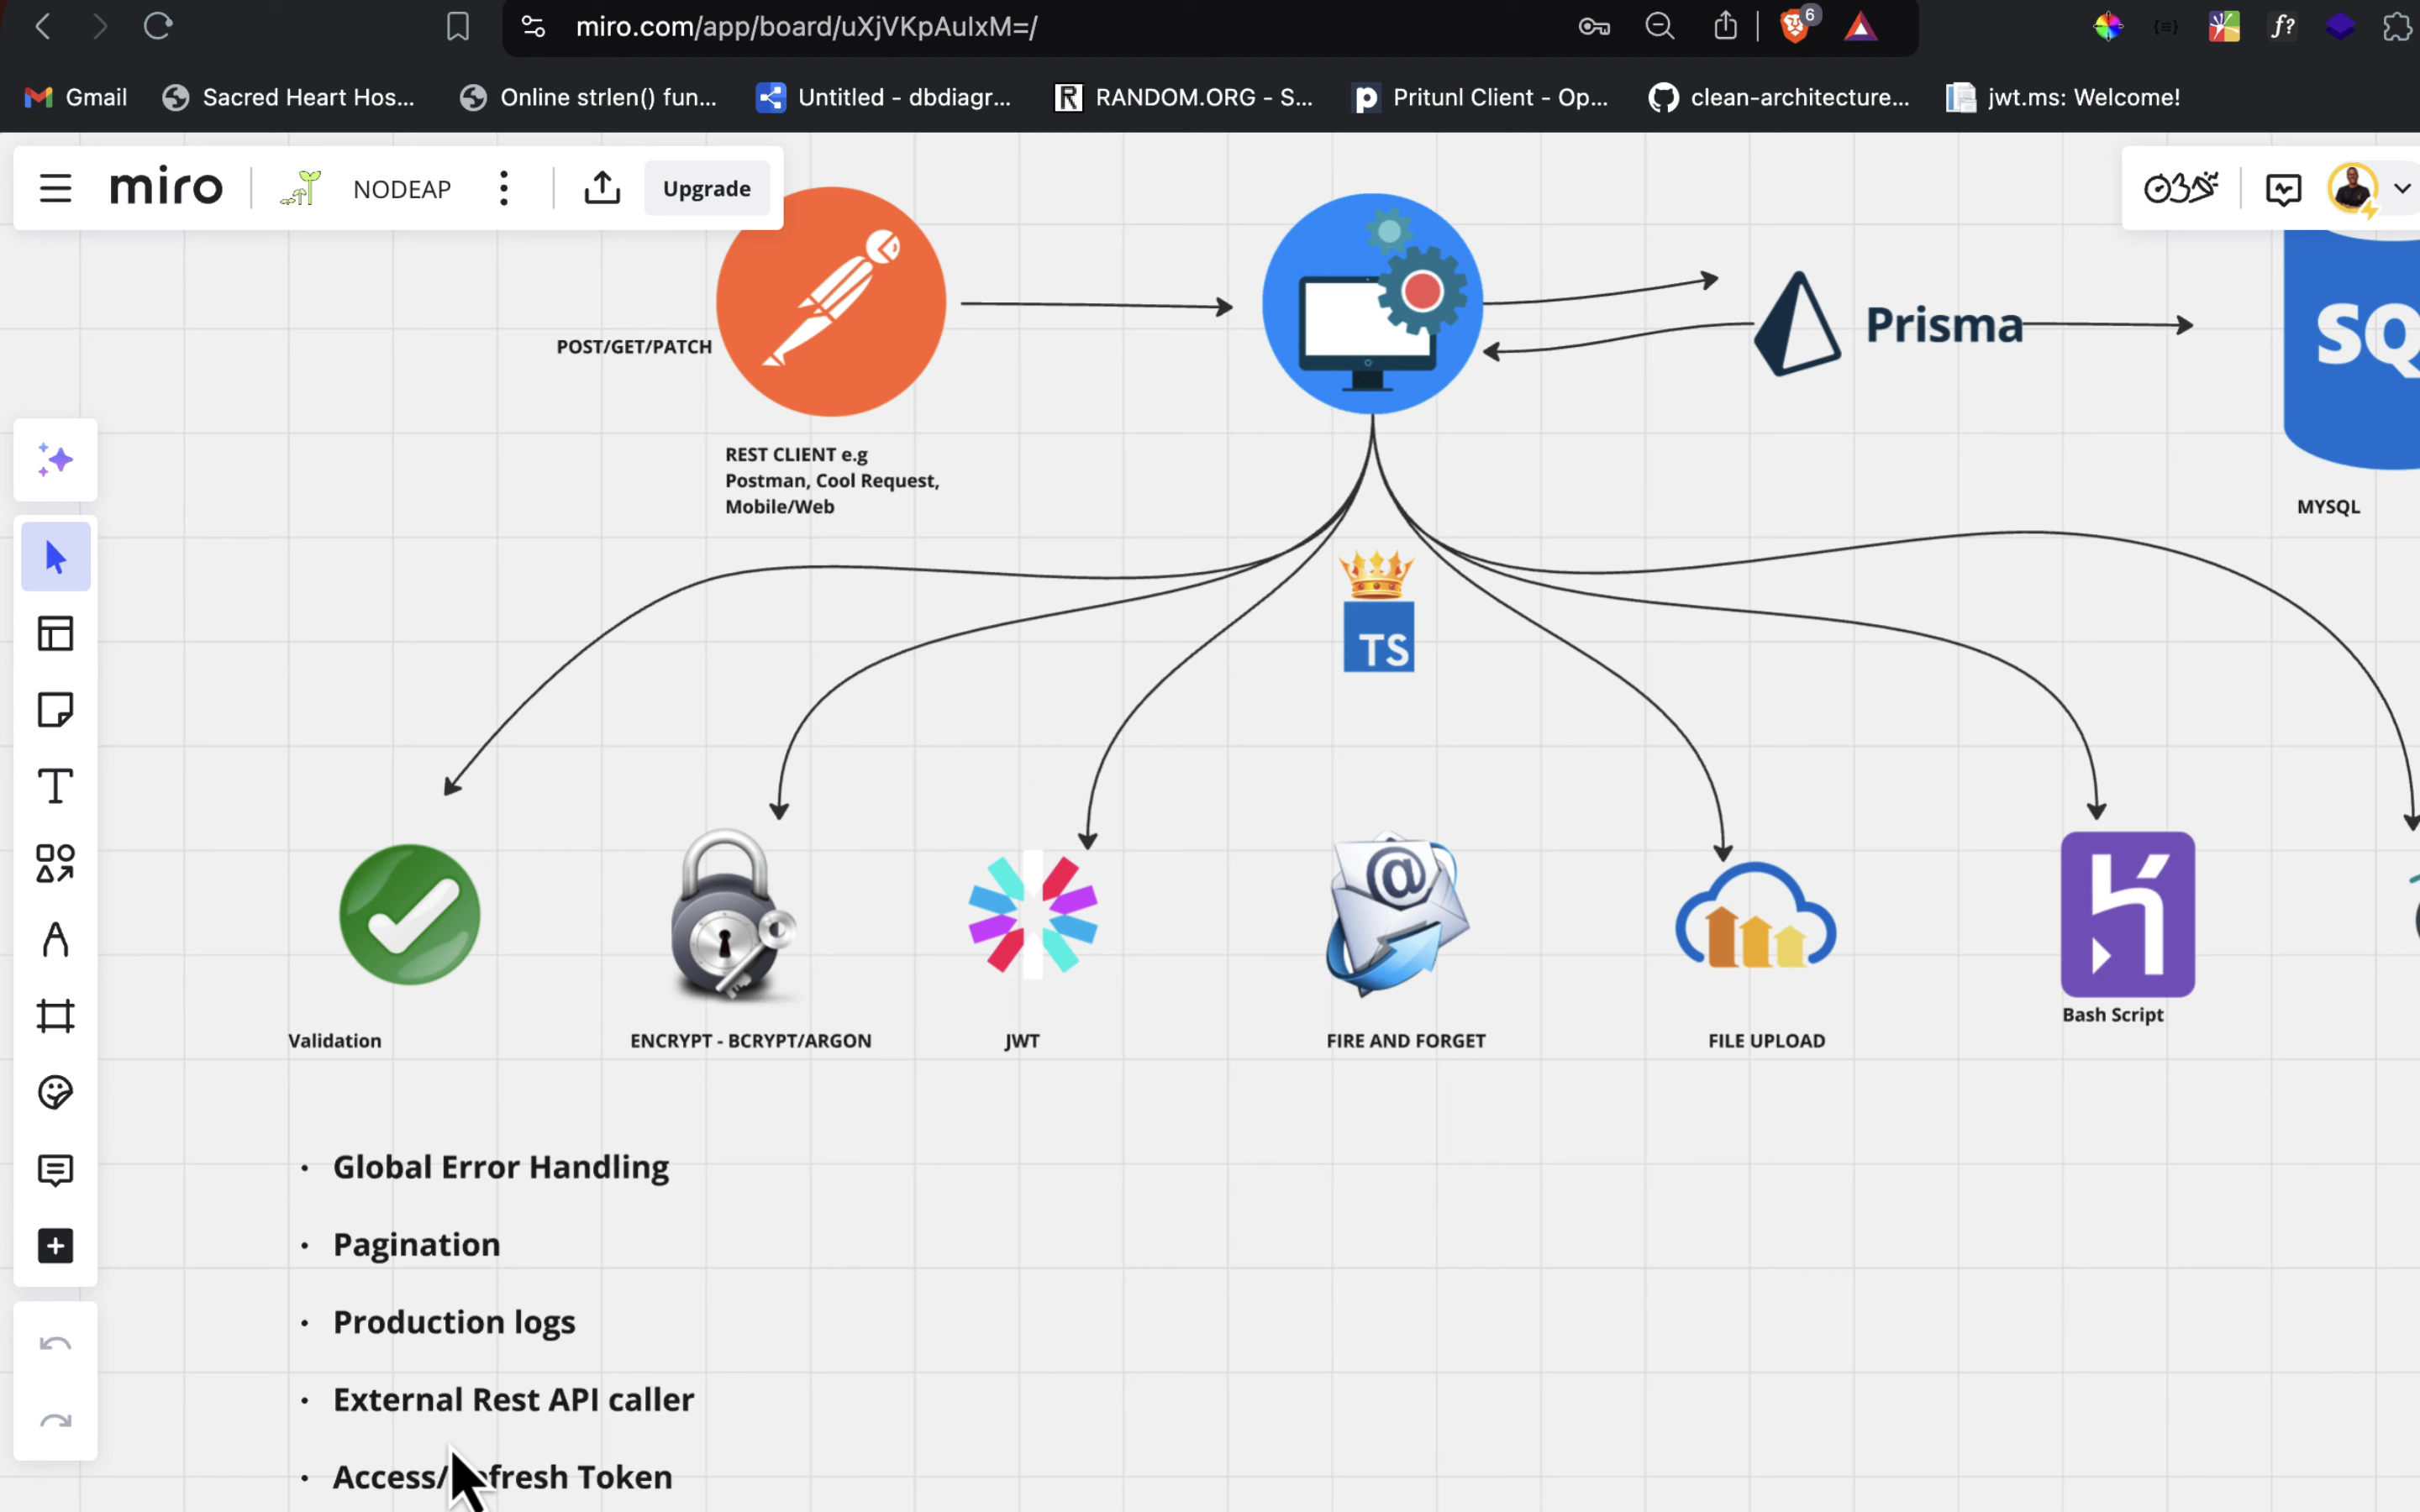 miro.com/app/board/uXjVKpAuIxM=/
6
f?
Gmail
Sacred Heart Hos...
Online strlen() fun...
Untitled - dbdiagr...
RANDOM.ORG - S...
Pritunl Client - Op...
clean-architecture...
jwt.ms: Welcome!
miro
NODEAP
Upgrade
POST/GET/PATCH
Prisma
SQ
REST CLIENT e.g
Postman, Cool Request,
Mobile/Web
MYSQL
TS
Validation
ENCRYPT - BCRYPT/ARGON
JWT
FIRE AND FORGET
FILE UPLOAD
Bash Script
· Global Error Handling
· Pagination
· Production logs
· External Rest API caller
· Access/ fresh Token